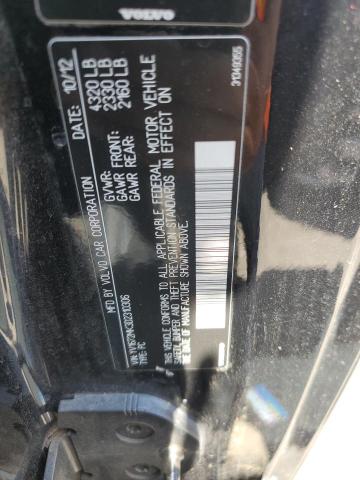 VOLVO
MFD BY VOLVO CAR CORPORATION DATE: 10/12
GVWR: 4320 LB
GAWR FRONT: 2330 LB
GAWR REAR: 2160 LB
THIS VEHICLE CONFORMS TO ALL APPLICABLE FEDERAL MOTOR VEHICLE
SAFETY, BUMPER AND THEFT PREVENTION STANDARDS IN EFFECT ON
THE DATE OF MANUFACTURE SHOWN ABOVE.
VIN:
TYPE: PC
31349355